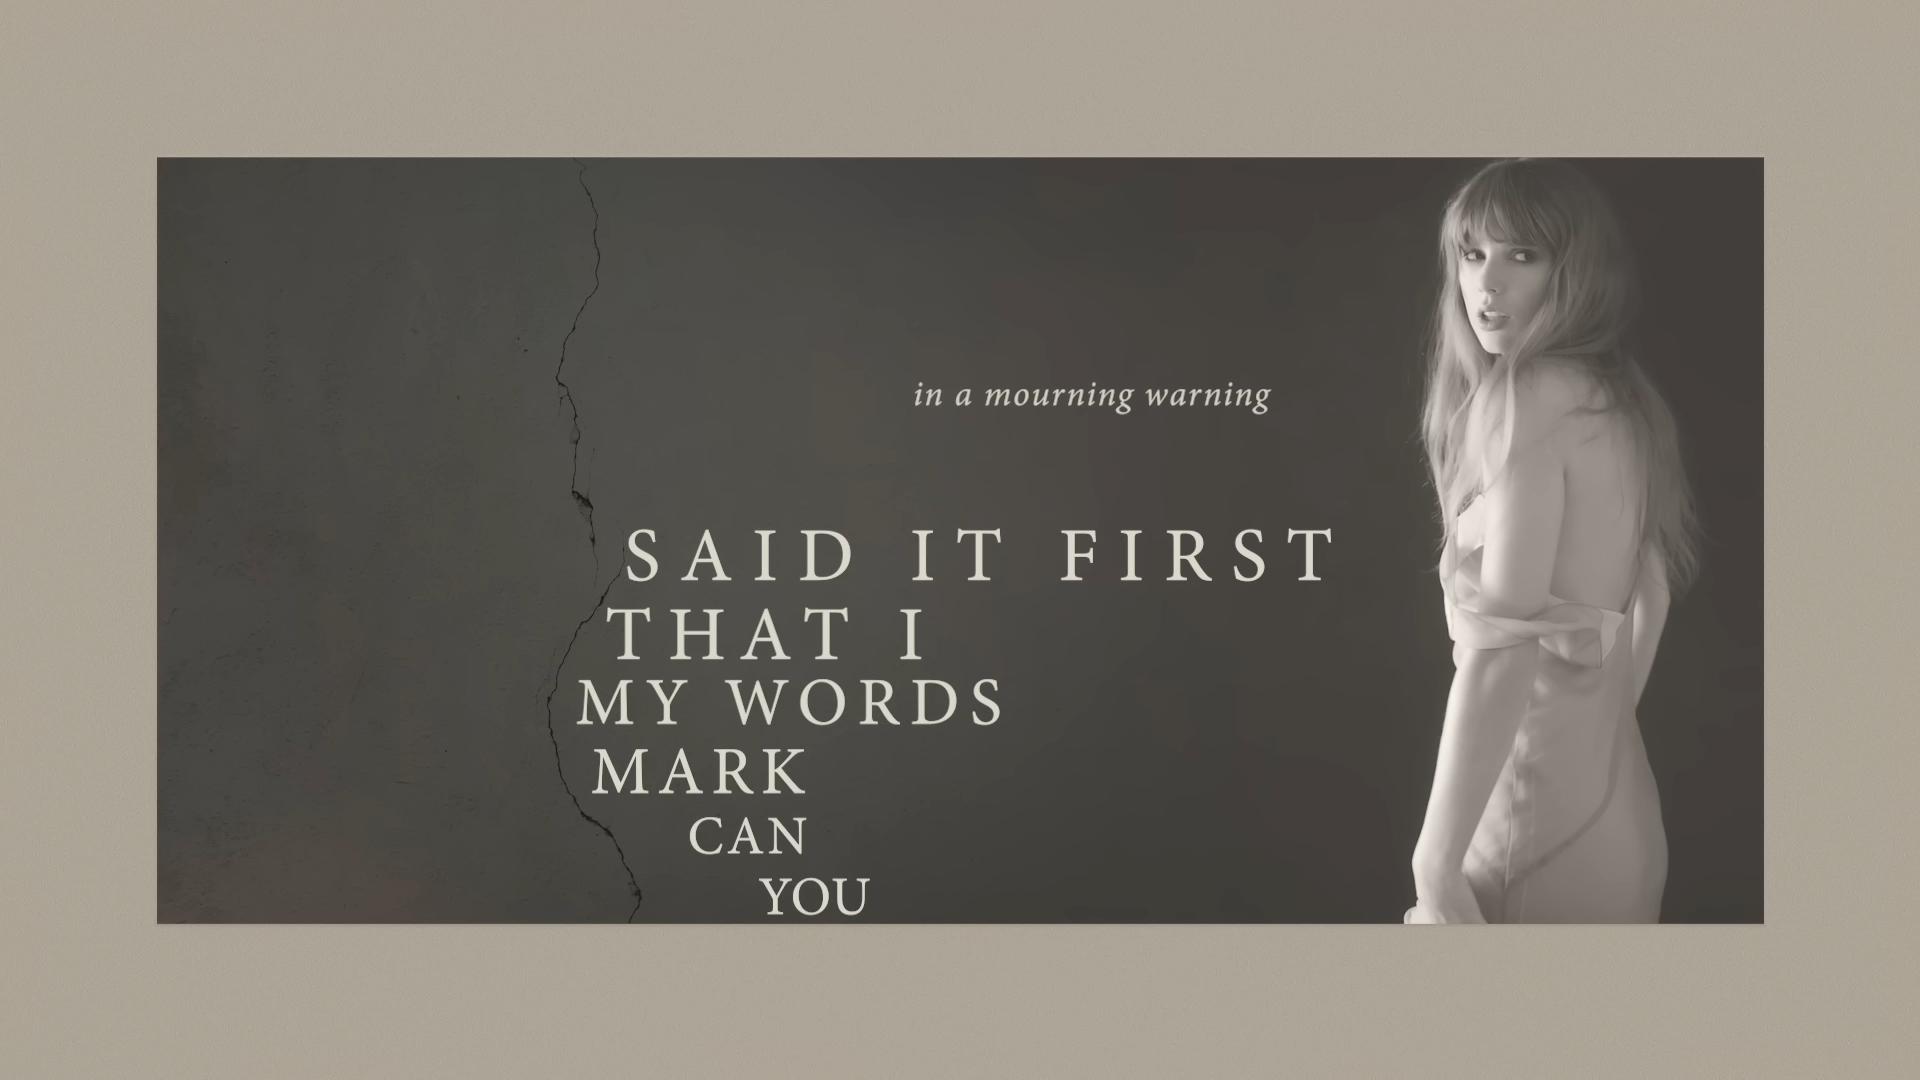 in a mourning warning
SAID IT FIRST
THAT I
MY WORDS
MARK
CAN
YOU